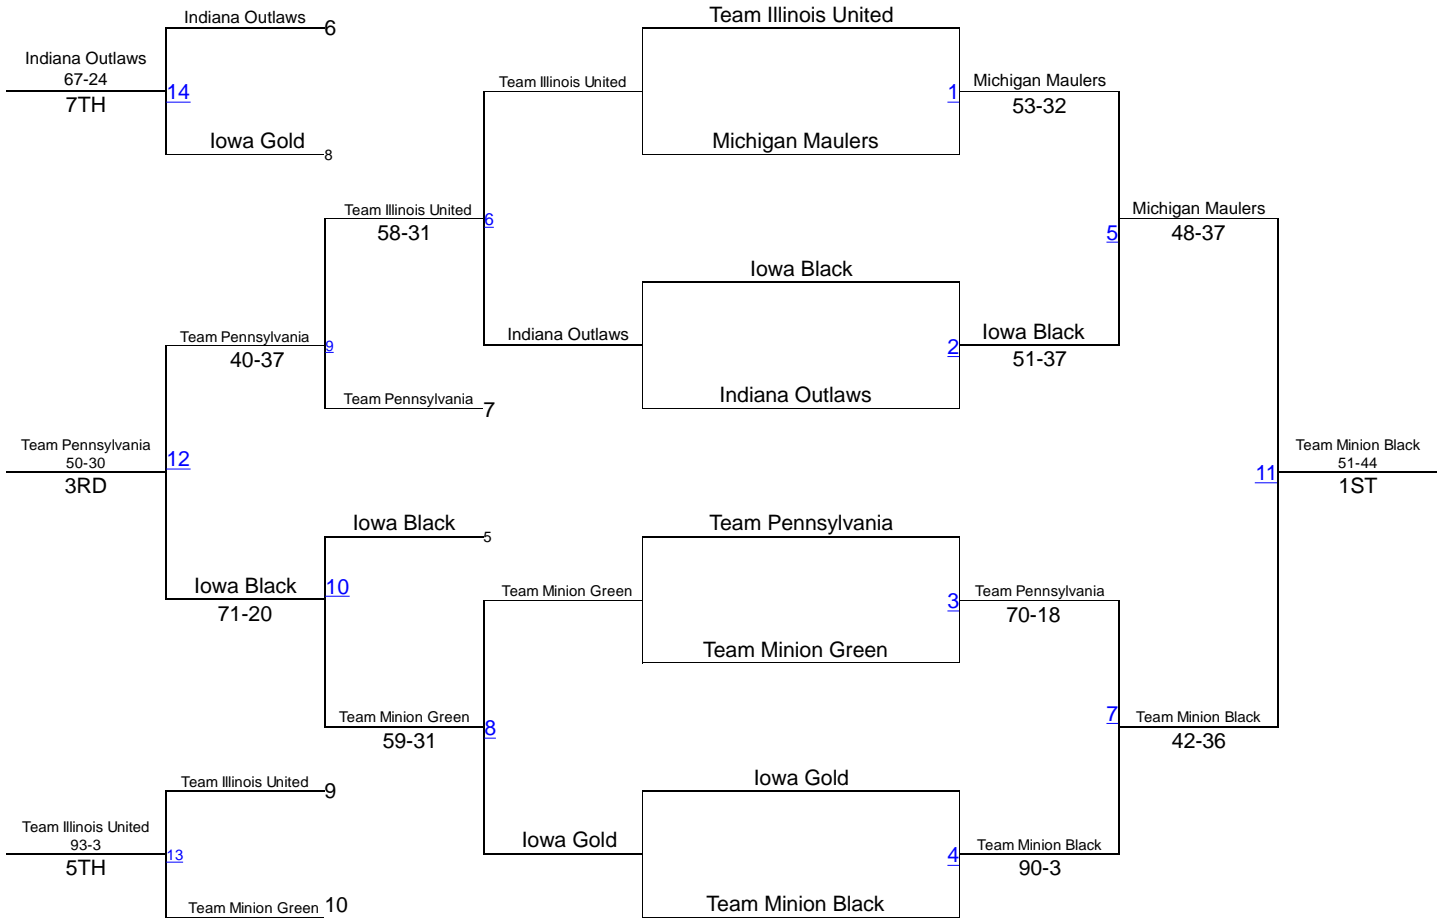 Indiana Outlaws
6
Team Illinois United
Indiana Outlaws
67-24
7TH
14
Team Illinois United
1
Michigan Maulers
53-32
Iowa Gold
8
Michigan Maulers
Team Illinois United
58-31
6
Michigan Maulers
48-37
5
Iowa Black
Team Pennsylvania
40-37
9
Indiana Outlaws
2
Iowa Black
51-37
Team Pennsylvania
7
Indiana Outlaws
Team Pennsylvania
50-30
3RD
12
11
Team Minion Black
51-44
1ST
Iowa Black
5
Team Pennsylvania
Iowa Black
71-20
10
Team Minion Green
3
Team Pennsylvania
70-18
Team Minion Green
Team Minion Green
59-31
8
7
Team Minion Black
42-36
Team Illinois United
9
Iowa Gold
Team Illinois United
93-3
5TH
13
Iowa Gold
4
Team Minion Black
90-3
Team Minion Green
10
Team Minion Black